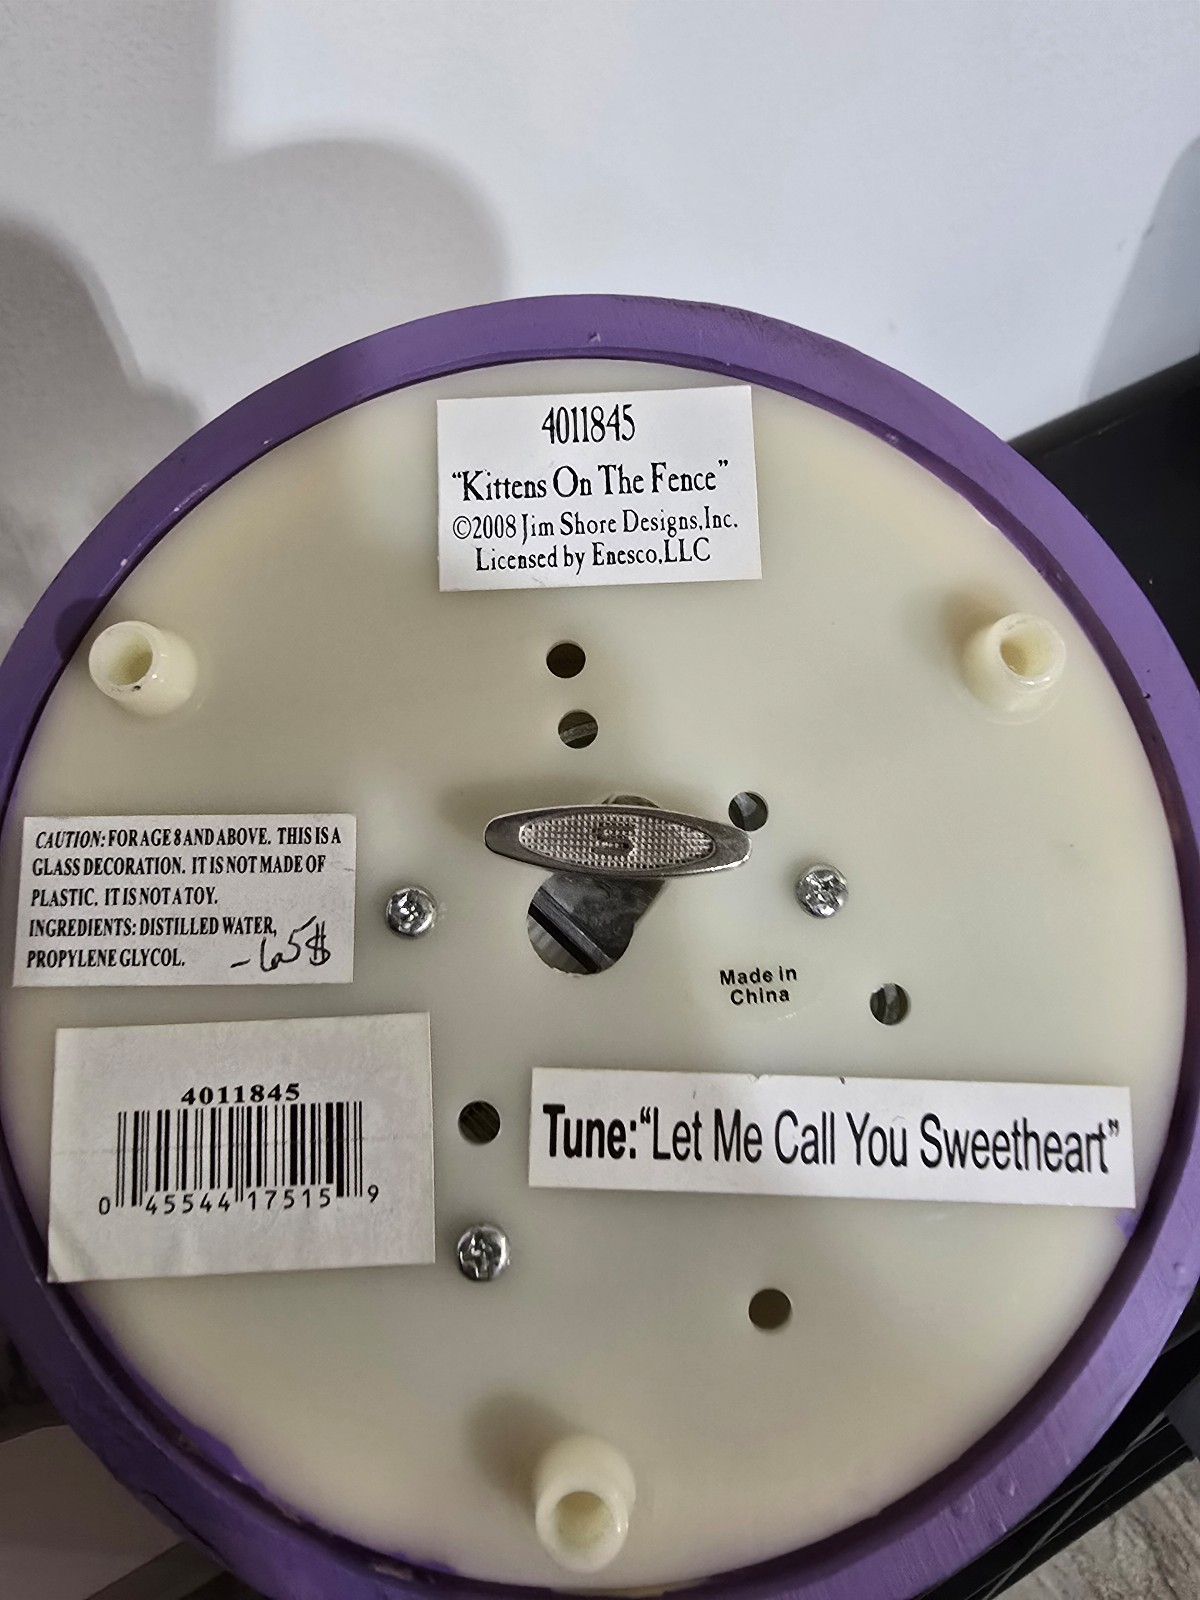 4011845
“Kittens On The Fence”
©2008 Jim Shore Designs,Inc.
Licensed by Enesco,LLC
S
CAUTION: FOR AGE 8 AND ABOVE. THIS IS A
GLASS DECORATION. IT IS NOT MADE OF
PLASTIC. IT IS NOT A TOY.
INGREDIENTS: DISTILLED WATER,
PROPYLENE GLYCOL.
- 65$
Made in
China
4011845
0 45544 17515 9
Tune:“Let Me Call You Sweetheart”